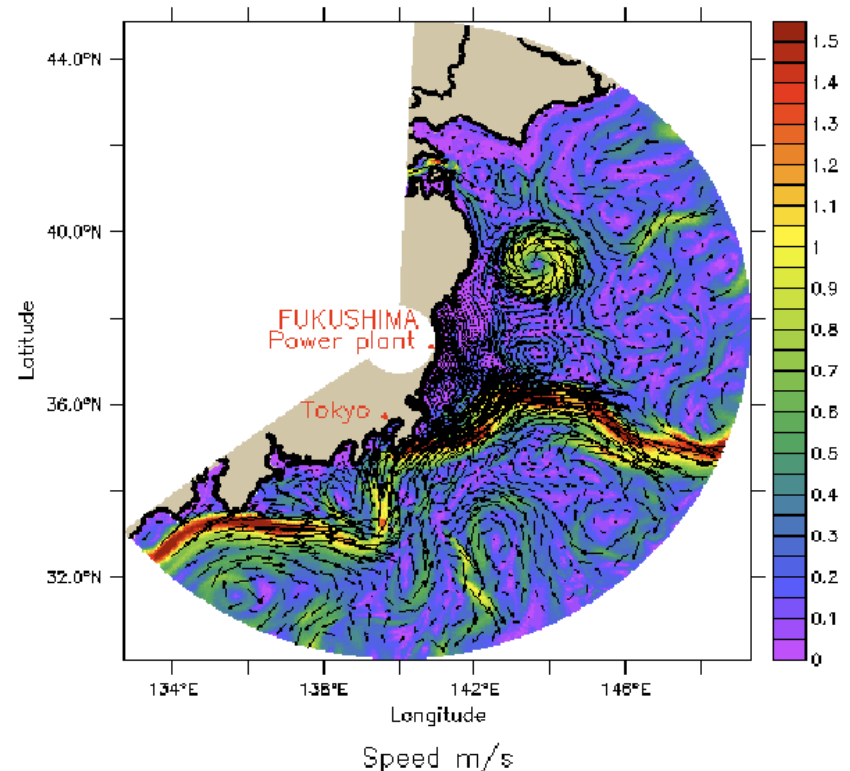 44.0°N
40.0°N
36.0°N
32.0°N
Latitude
FUKUSHIMA
Power plant
Tokyo
134°E
138°E
142°E
146°E
Longitude
Speed m/s
1.5
1.4
1.3
1.2
1.1
1
0.9
0.8
0.7
0.6
0.5
0.4
0.3
0.2
0.1
0